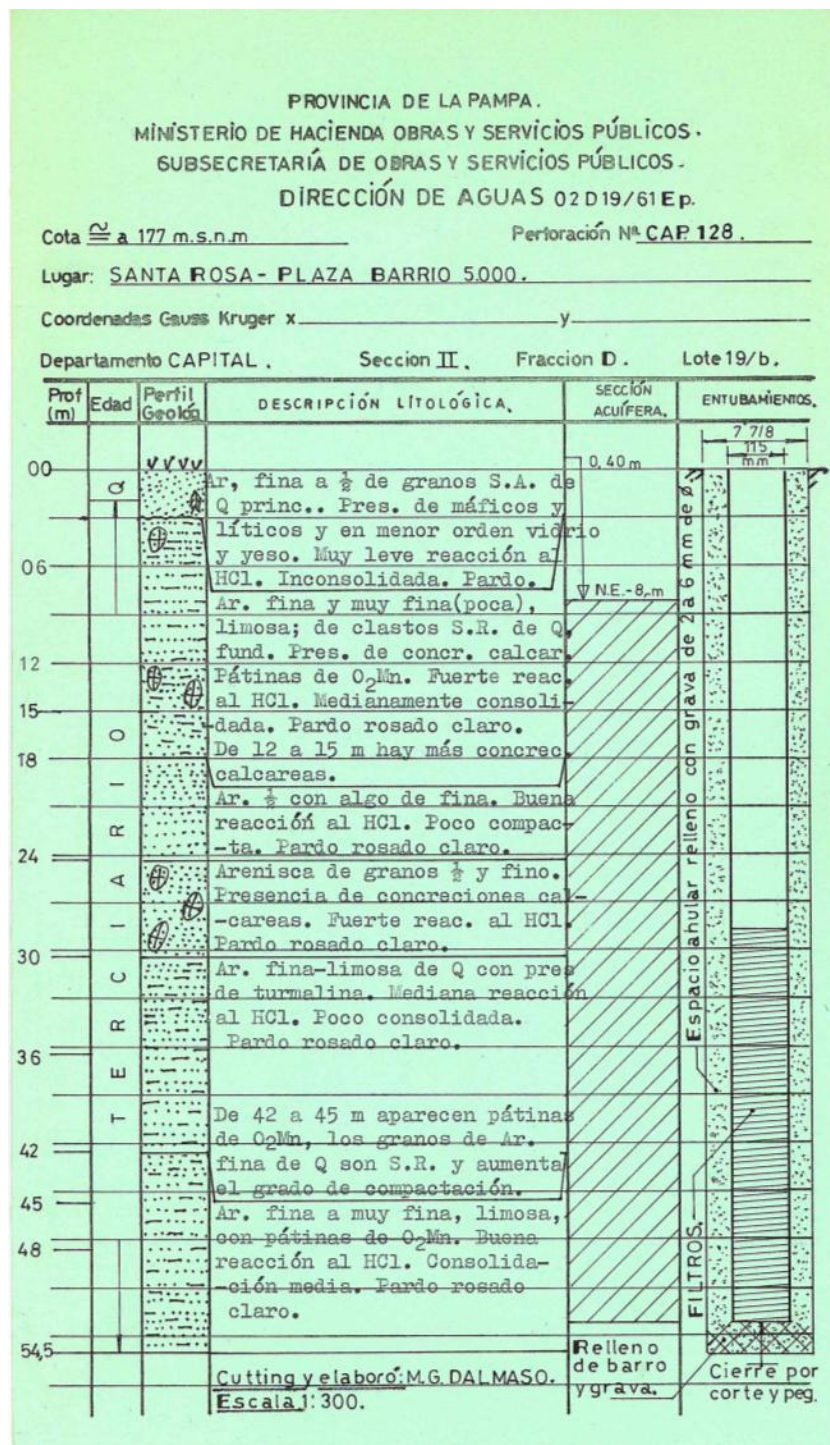 PROVINCIA DE LA PAMPA.
MINISTERIO DE HACIENDA OBRAS Y SERVICIOS PÚBLICOS.
SUBSECRETARÍA DE OBRAS Y SERVICIOS PÚBLICOS.
DIRECCIÓN DE AGUAS 02 D19/61 Ep.
Cota ≅ a 177 m.s.n.m Perforación Nª CAP. 128.
Lugar: SANTA ROSA - PLAZA BARRIO 5.000.
Coordenadas Gauss Kruger x y
Departamento CAPITAL. Seccion II. Fraccion D. Lote 19/b.
Prof (m) Edad Perfil Geológ. DESCRIPCIÓN LITOLÓGICA. SECCIÓN ACUÍFERA. ENTUBAMIENTOS.
7 7/8
115 mm
0,40 m
00
Q
Ar, fina a ½ de granos S.A. de
Q princ.. Pres. de máficos y
líticos y en menor orden vidrio
y yeso. Muy leve reacción al
HCl. Inconsolidada. Pardo.
06
N.E.-8,-m
Ar. fina y muy fina(poca),
limosa; de clastos S.R. de Q,
fund. Pres. de concr. calcar.
12
Pátinas de O2Mn. Fuerte reac.
al HCl. Medianamente consoli-
15
-dada. Pardo rosado claro.
De 12 a 15 m hay más concrec.
18
calcareas.
Ar. ½ con algo de fina. Buena
reacción al HCl. Poco compac-
-ta. Pardo rosado claro.
24
Arenisca de granos ½ y fino.
Presencia de concreciones cal-
-careas. Fuerte reac. al HCl.
Pardo rosado claro.
30
Ar. fina-limosa de Q con pres
de turmalina. Mediana reacción
al HCl. Poco consolidada.
Pardo rosado claro.
36
De 42 a 45 m aparecen pátinas
de O2Mn, los granos de Ar.
42
fina de Q son S.R. y aumenta
el grado de compactación.
45
Ar. fina a muy fina, limosa,
con pátinas de O2Mn. Buena
48
reacción al HCl. Consolida-
-ción media. Pardo rosado
claro.
54,5
TERCIARIO
Espacio anular relleno con grava de 2 a 6 mm de Ø
FILTROS.
Relleno
de barro
y grava.
Cierre por
corte y peg.
Cutting y elaboró: M.G. DALMASO.
Escala 1:300.